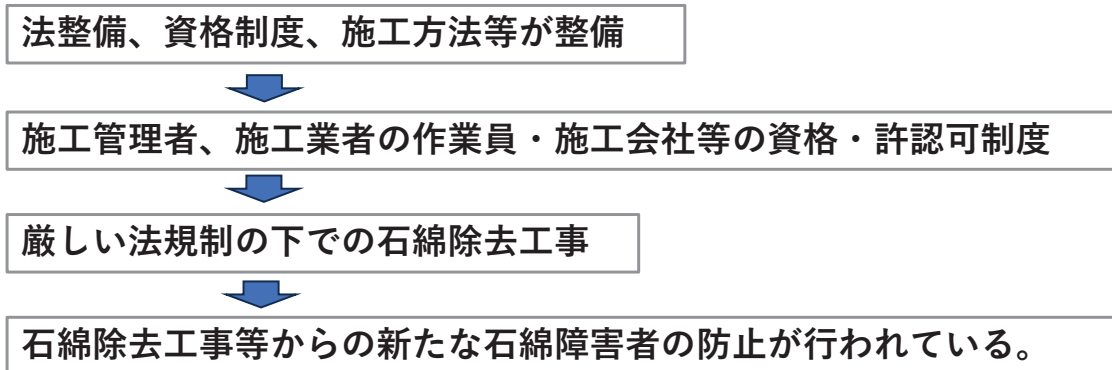 法整備、資格制度、施工方法等が整備
施工管理者、施工業者の作業員・施工会社等の資格・許認可制度
厳しい法規制の下での石綿除去工事
石綿除去工事等からの新たな石綿障害者の防止が行われている。